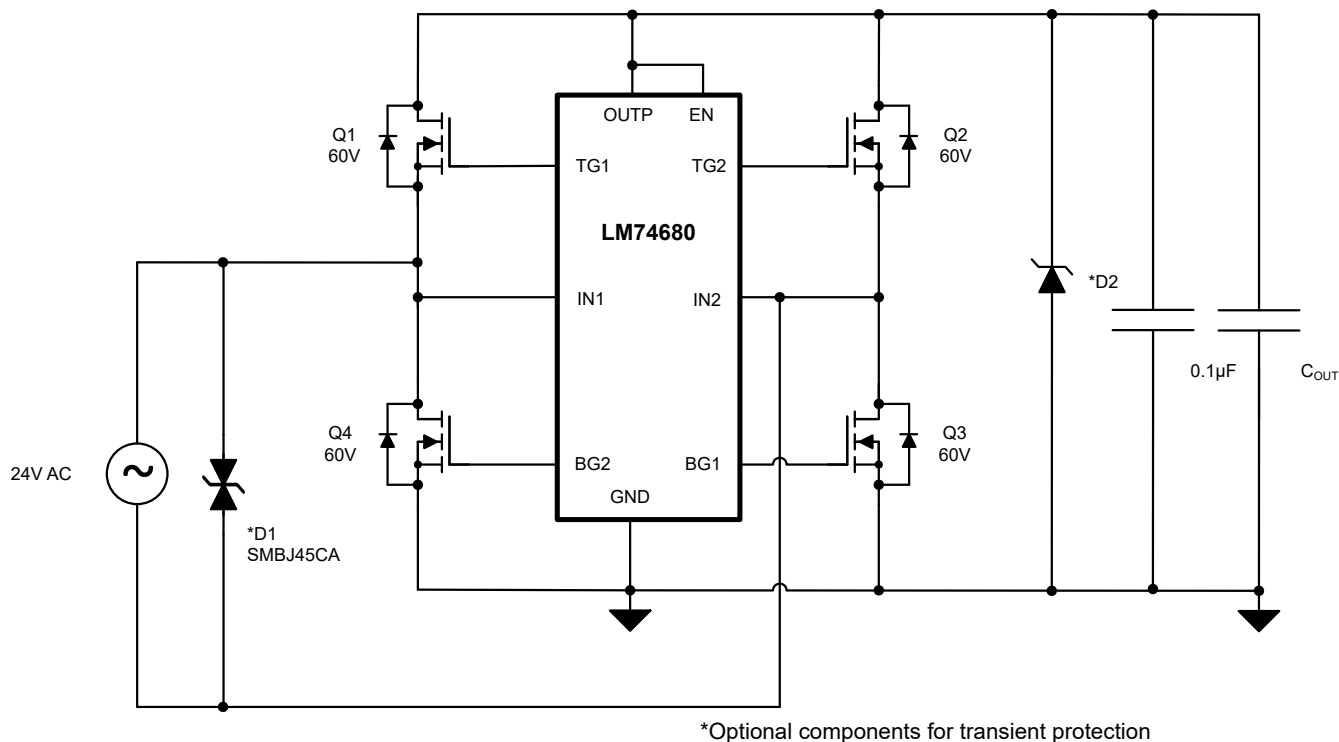 OUTP
EN
Q1
60V
TG1
TG2
Q2
60V
LM74680
IN1
IN2
*D2
0.1µF
COUT
Q4
60V
BG2
BG1
Q3
60V
24V AC
GND
*D1
SMBJ45CA
*Optional components for transient protection